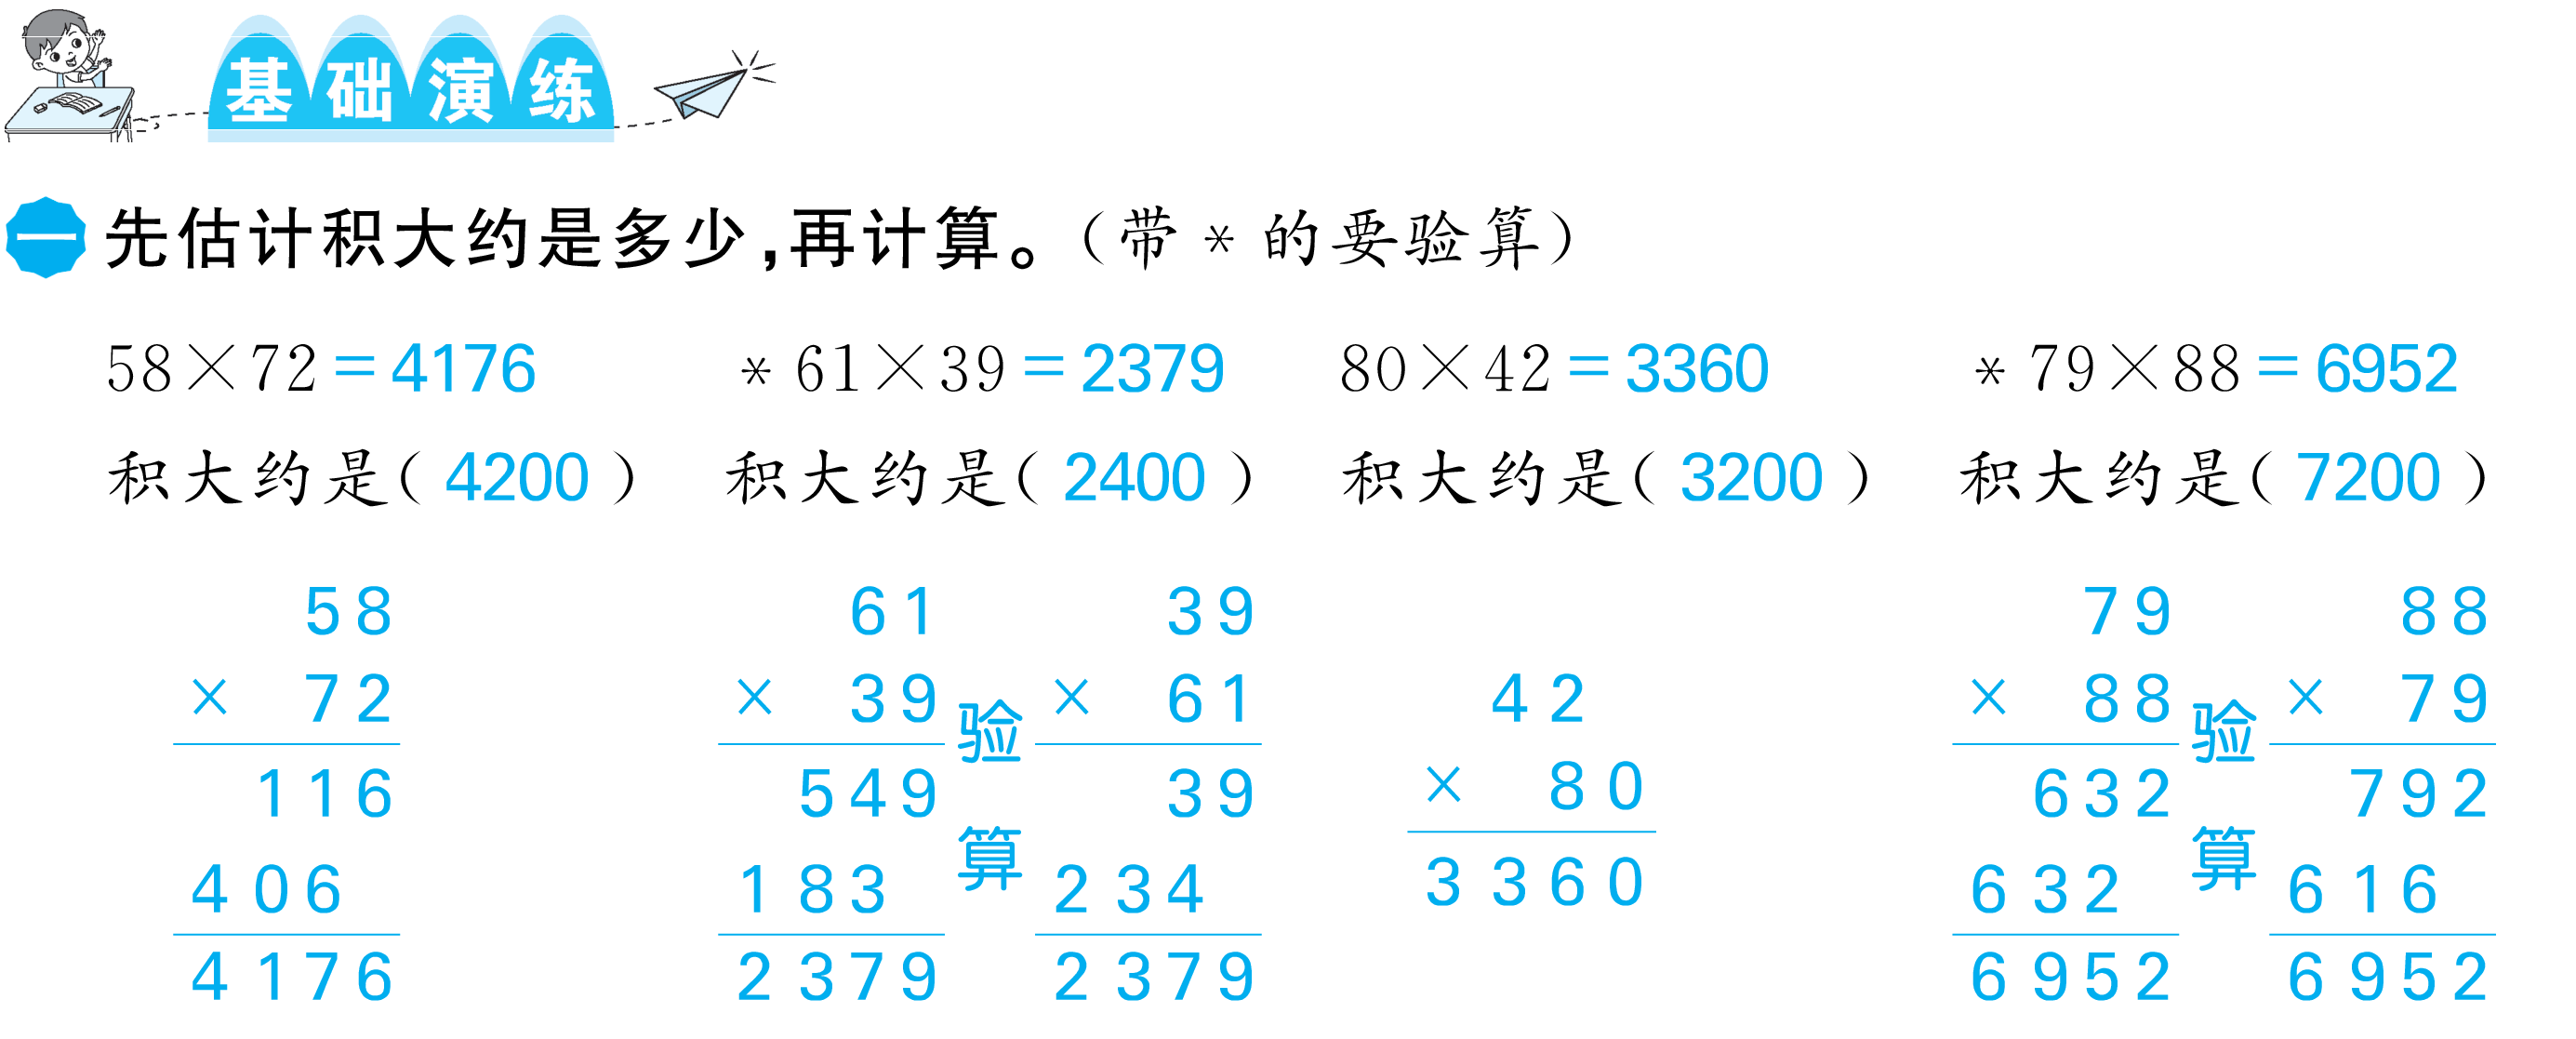 基础演练
一 先估计积大约是多少,再计算。(带*的要验算)
58×72=4176 *61×39=2379 80×42=3360 *79×88=6952
积大约是(4200) 积大约是(2400) 积大约是(3200) 积大约是(7200)
58 61 39 79 88
× 72 × 39 × 61 42 × 88 × 79
验 验
× 80
116 549 39 632 792
算 3360 算
406 183 234 632 616
4176 2379 2379 6952 6952